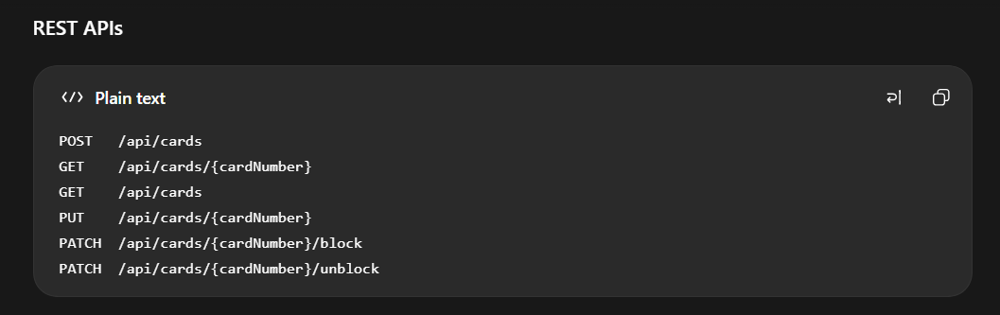 REST APIs
</> Plain text
POST /api/cards
GET /api/cards/{cardNumber}
GET /api/cards
PUT /api/cards/{cardNumber}
PATCH /api/cards/{cardNumber}/block
PATCH /api/cards/{cardNumber}/unblock